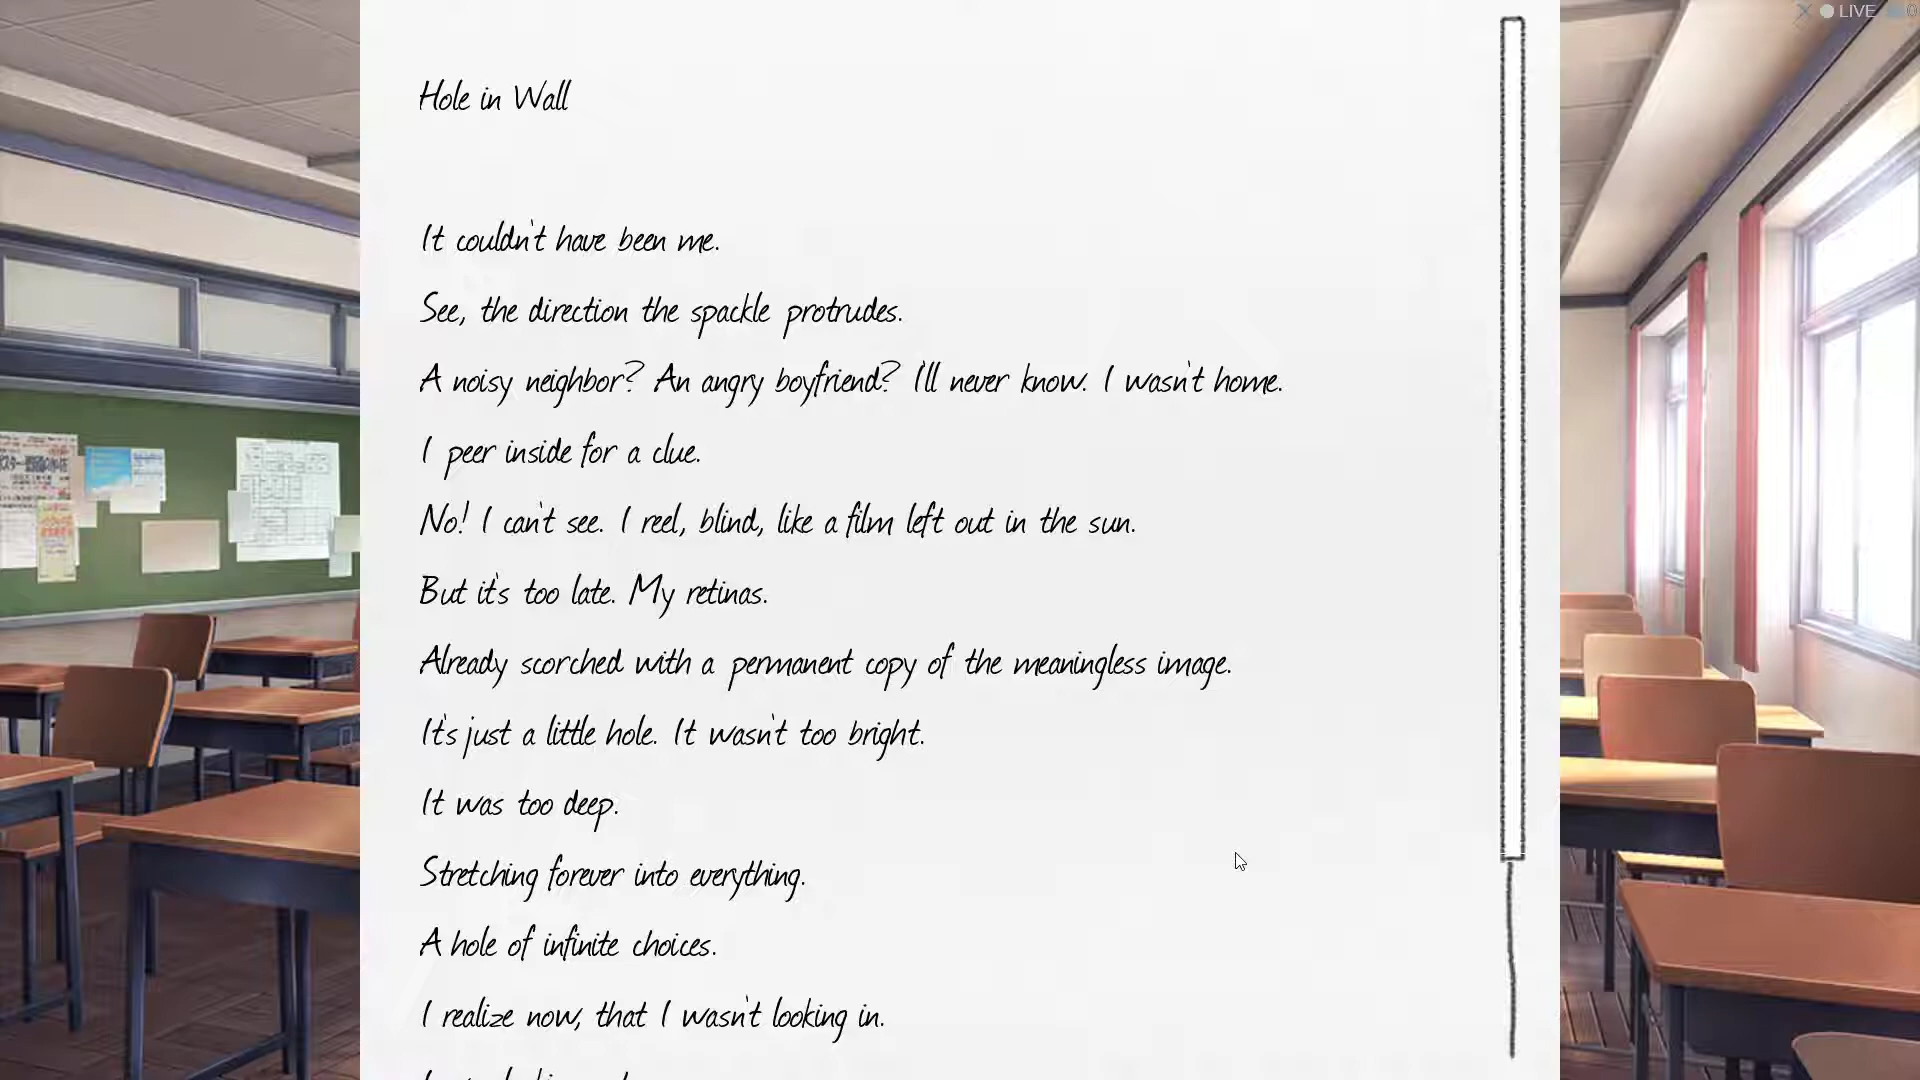 LIVE
Hole in Wall
It couldn't have been me.
See, the direction the spackle protrudes.
A noisy neighbor? An angry boyfriend? I'll never know. I wasn't home.
I peer inside for a clue.
No! I can't see. I reel, blind, like a film left out in the sun.
But it's too late. My retinas.
Already scorched with a permanent copy of the meaningless image.
It's just a little hole. It wasn't too bright.
It was too deep.
Stretching forever into everything.
A hole of infinite choices.
I realize now, that I wasn't looking in.